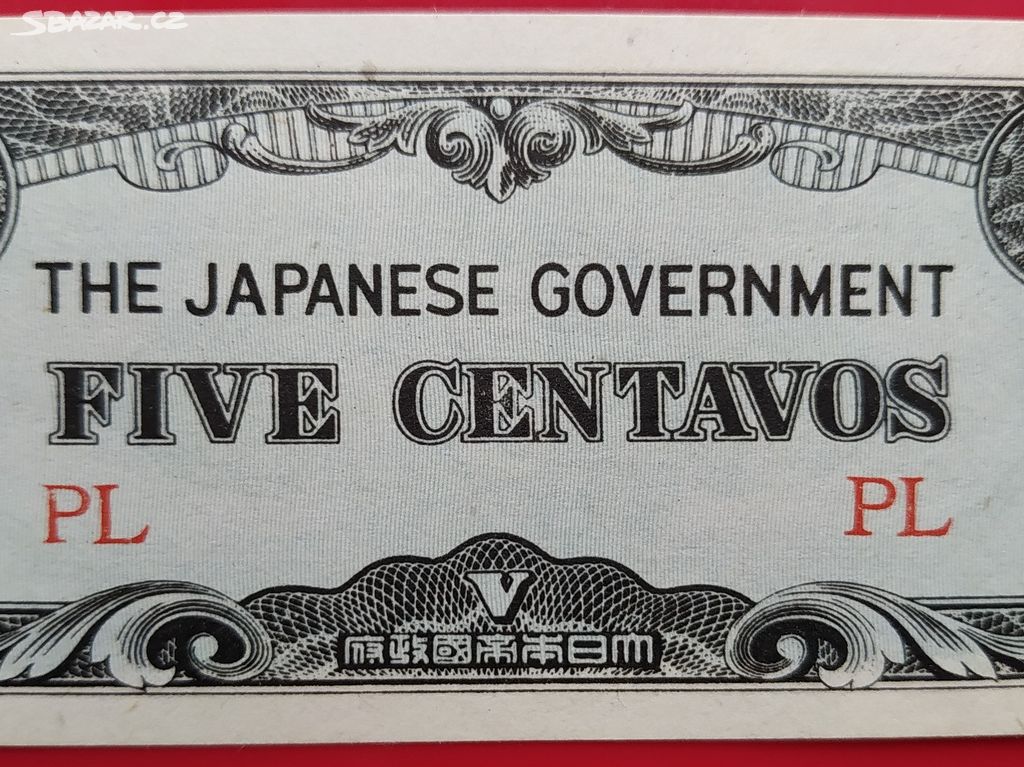 SBAZAR.CZ
THE JAPANESE GOVERNMENT
FIVE CENTAVOS
PL PL
V
府政國帝本日大